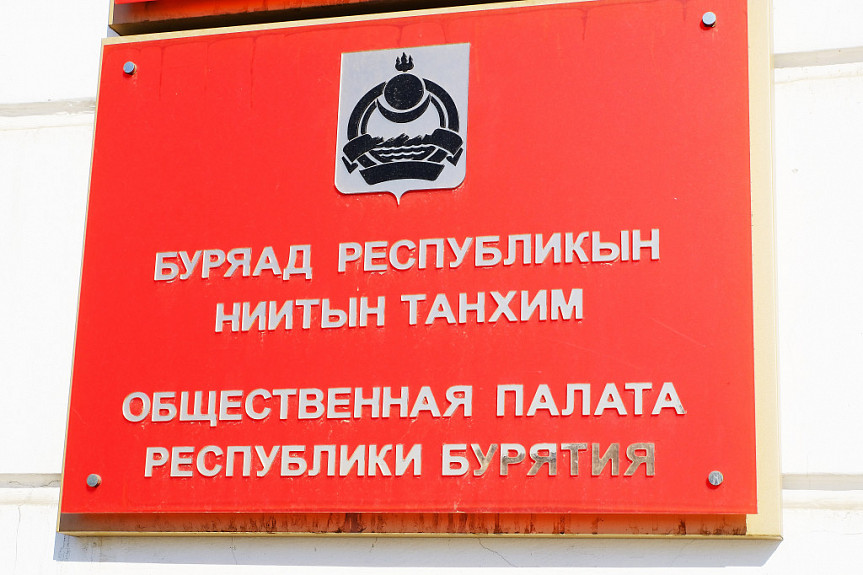 БУРЯАД РЕСПУБЛИКЫН
НИИТЫН ТАНХИМ
ОБЩЕСТВЕННАЯ ПАЛАТА
РЕСПУБЛИКИ БУРЯТИЯ